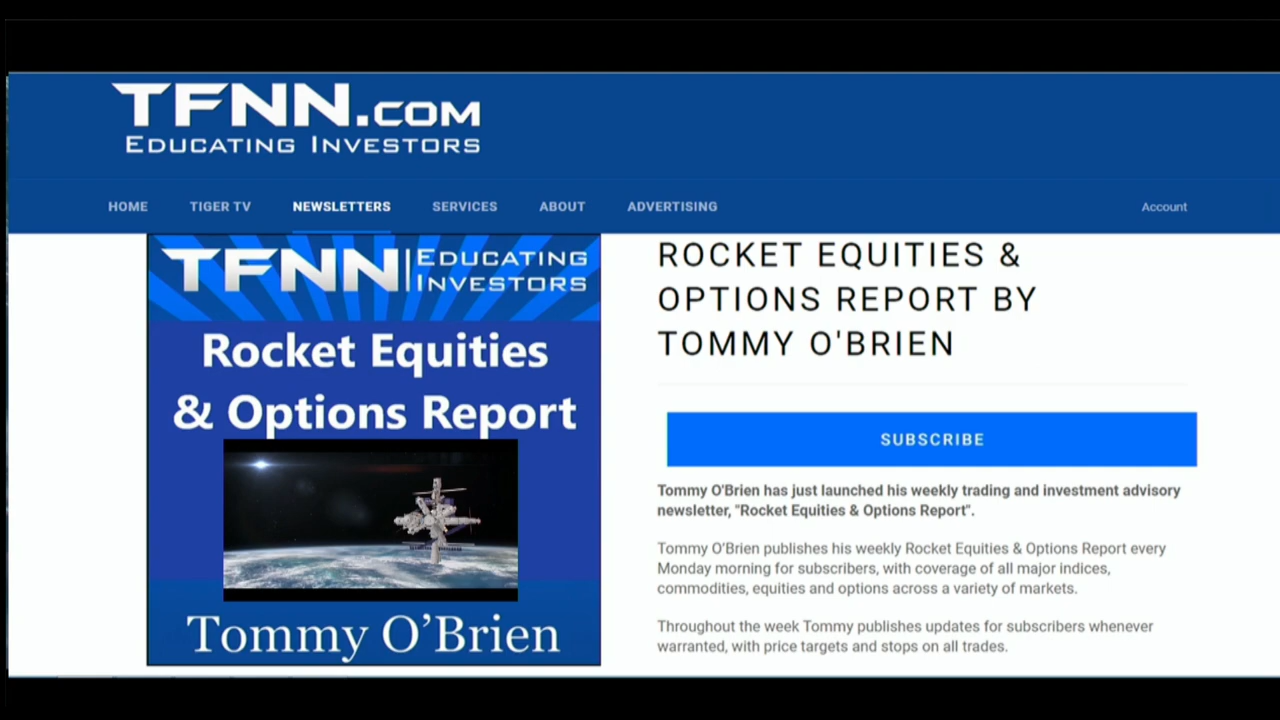 TFNN.COM
EDUCATING INVESTORS
HOME TIGER TV NEWSLETTERS SERVICES ABOUT ADVERTISING Account
TFNN EDUCATING
INVESTORS
Rocket Equities
& Options Report
Tommy O’Brien
ROCKET EQUITIES &
OPTIONS REPORT BY
TOMMY O'BRIEN
SUBSCRIBE
Tommy O'Brien has just launched his weekly trading and investment advisory
newsletter, "Rocket Equities & Options Report".
Tommy O’Brien publishes his weekly Rocket Equities & Options Report every
Monday morning for subscribers, with coverage of all major indices,
commodities, equities and options across a variety of markets.
Throughout the week Tommy publishes updates for subscribers whenever
warranted, with price targets and stops on all trades.